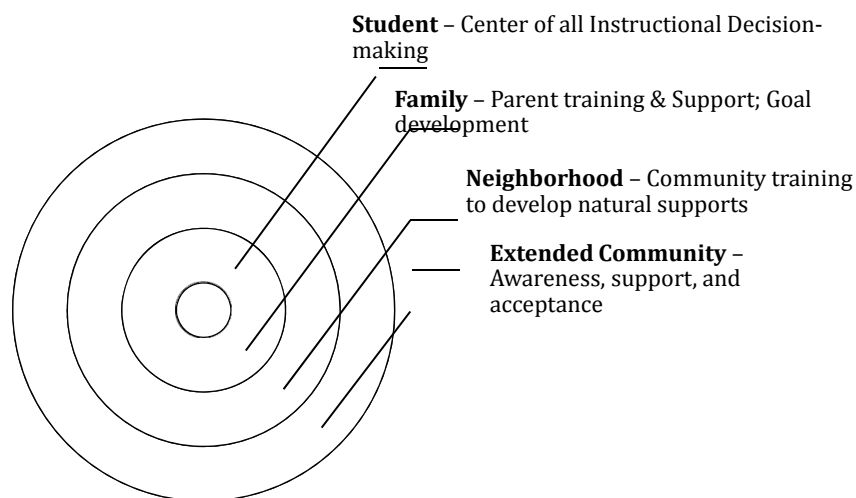 Student – Center of all Instructional Decision-
making
Family – Parent training & Support; Goal
development
Neighborhood – Community training
to develop natural supports
Extended Community –
Awareness, support, and
acceptance